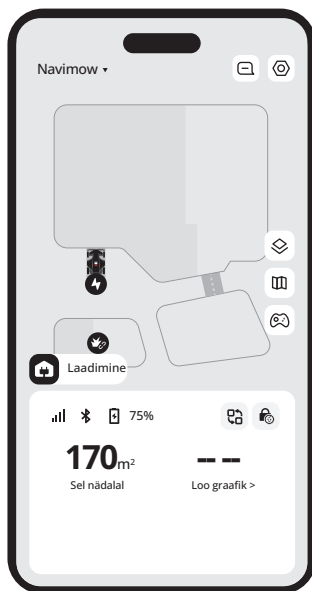 Navimow
Laadimine
75%
170m²
-- --
Sel nädalal
Loo graafik >